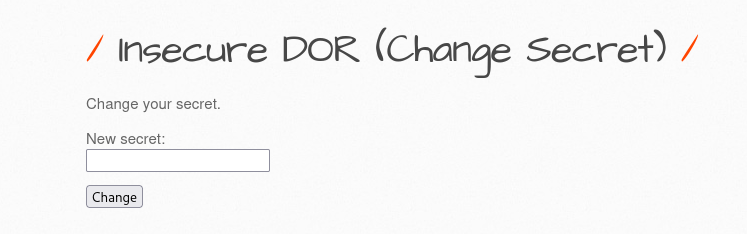 / Insecure DOR (Change Secret) /
Change your secret.
New secret:
Change